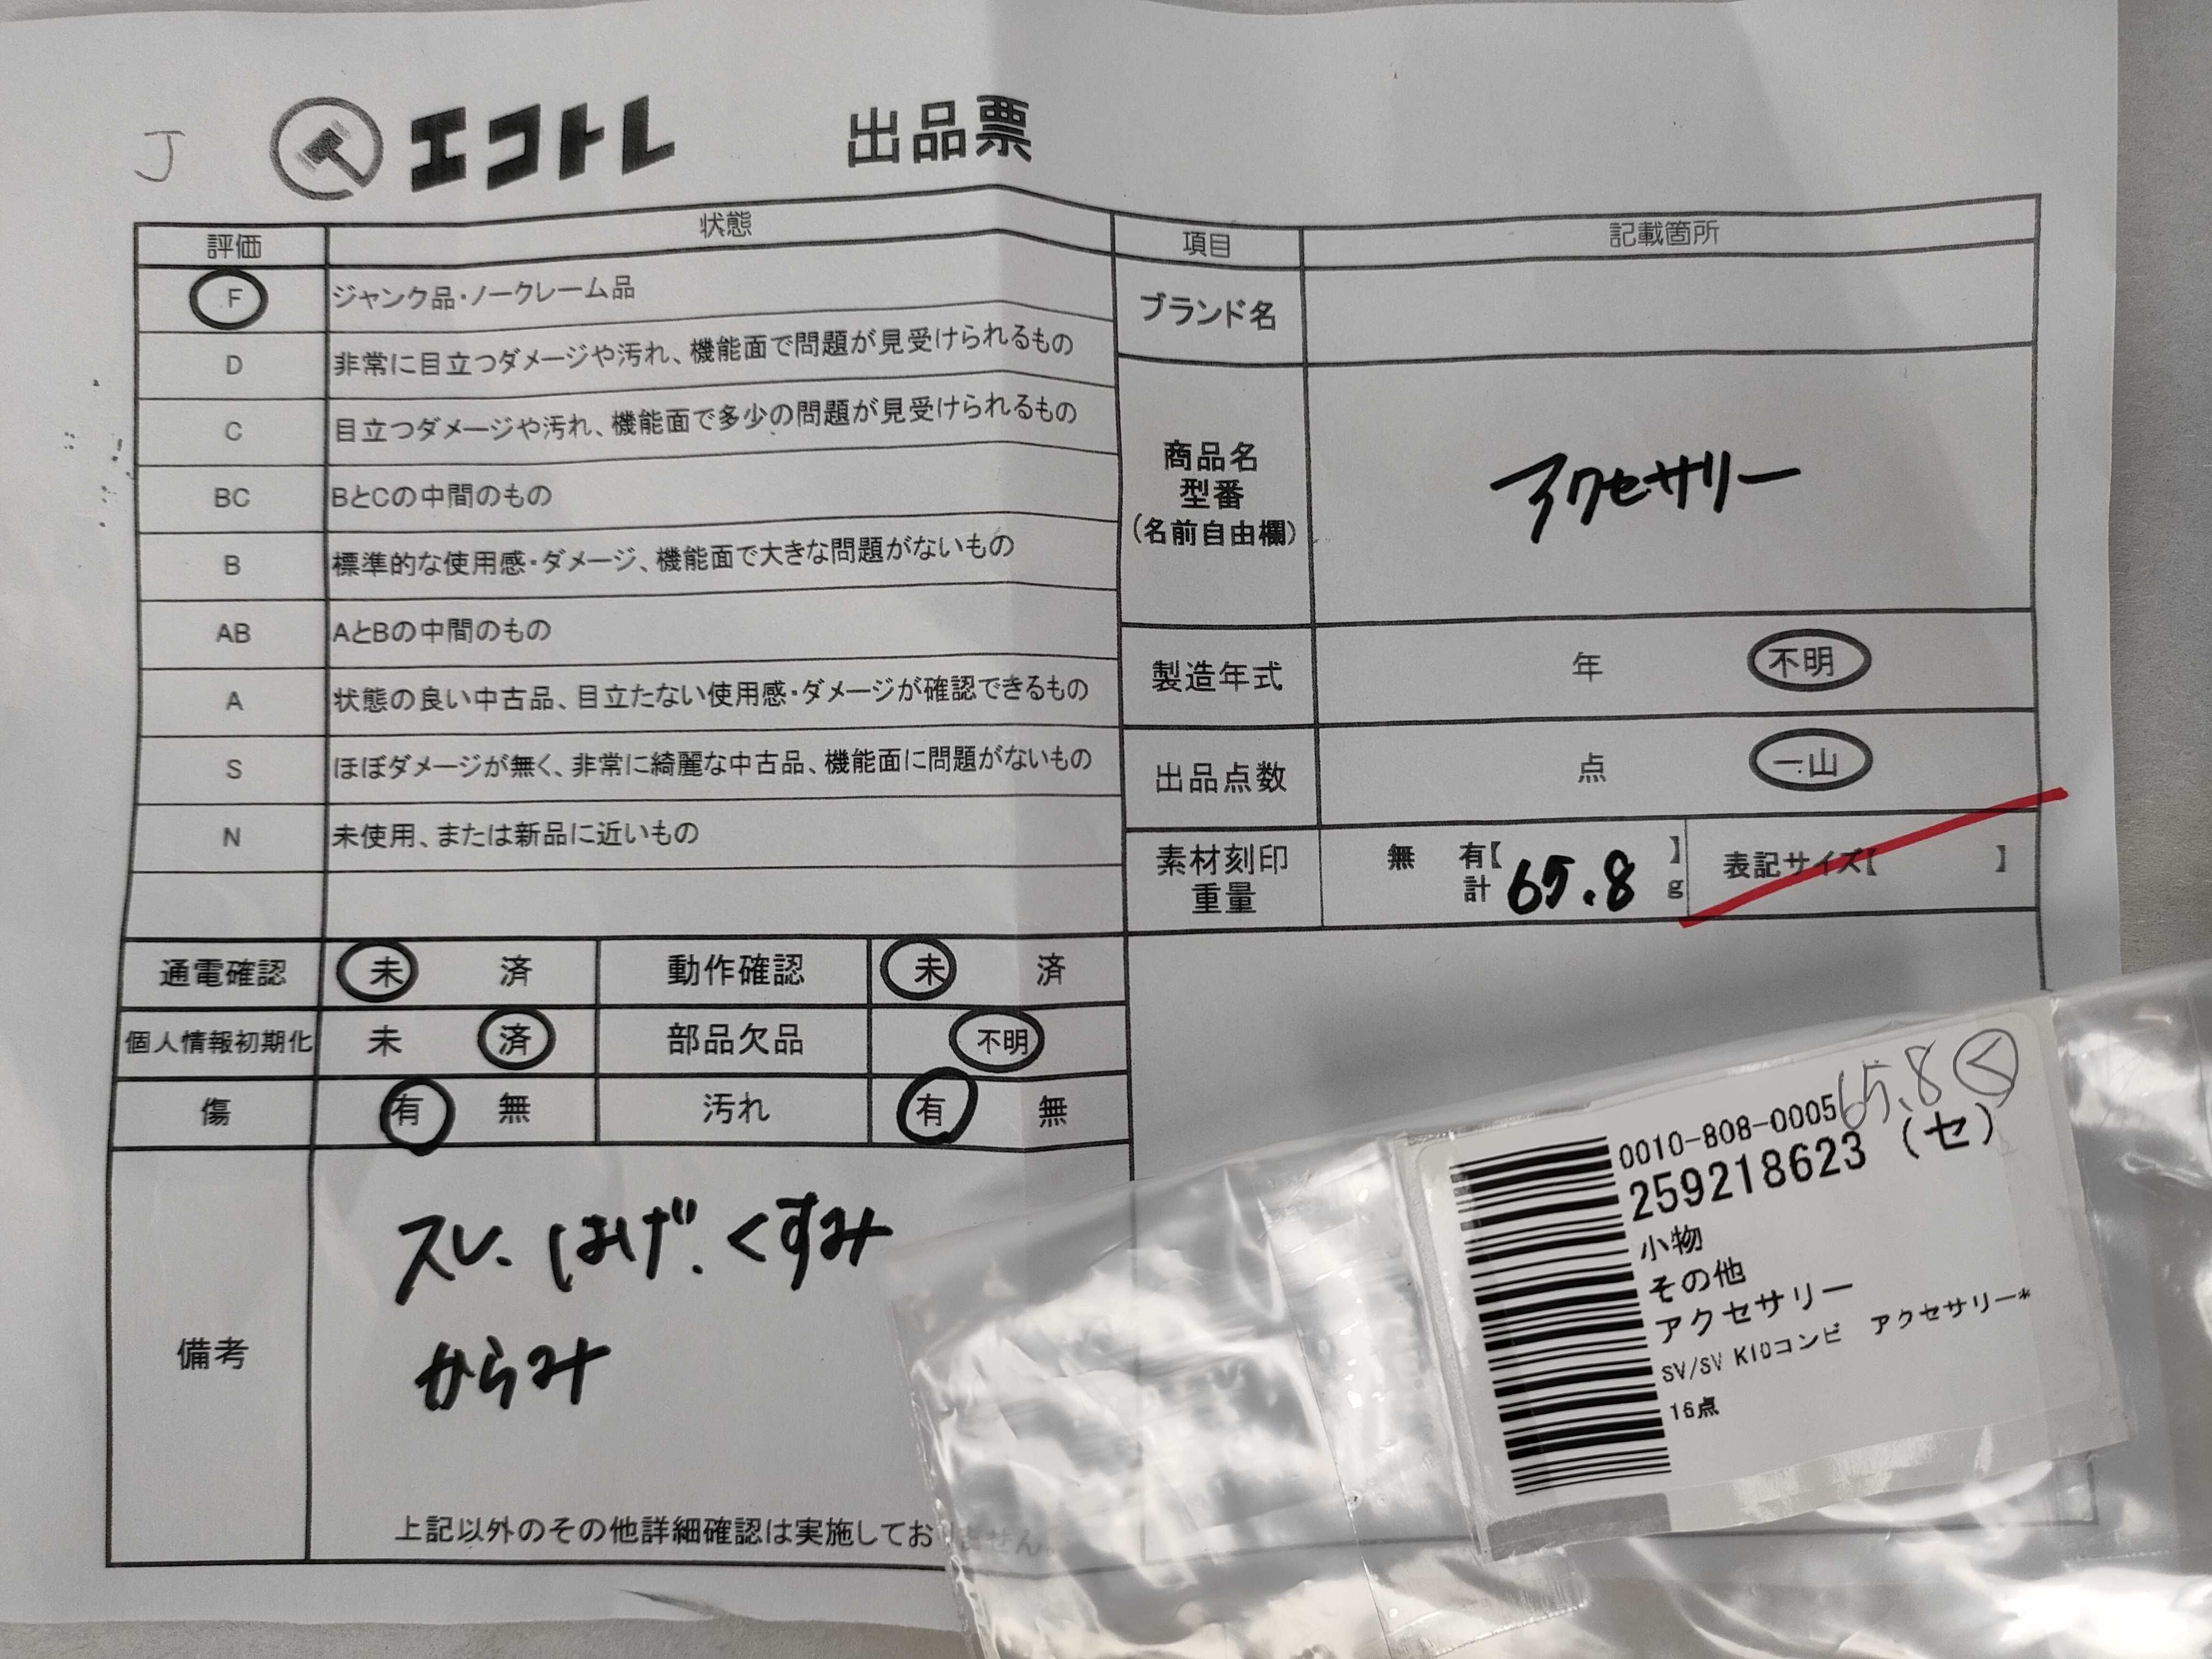 J
エコトレ 出品票
評価 状態
F ジャンク品・ノークレーム品
D 非常に目立つダメージや汚れ、機能面で問題が見受けられるもの
C 目立つダメージや汚れ、機能面で多少の問題が見受けられるもの
BC BとCの中間のもの
B 標準的な使用感・ダメージ、機能面で大きな問題がないもの
AB AとBの中間のもの
A 状態の良い中古品、目立たない使用感・ダメージが確認できるもの
S ほぼダメージが無く、非常に綺麗な中古品、機能面に問題がないもの
N 未使用、または新品に近いもの
項目 記載箇所
ブランド名
商品名
型番
(名前自由欄)
アクセサリー
製造年式 年 不明
出品点数 点 一山
素材刻印 無 有【 】
重量 計 65.8 g
表記サイズ【 】
通電確認 未 済 動作確認 未 済
個人情報初期化 未 済 部品欠品 不明
傷 有 無 汚れ 有 無
備考
スレ、はげ、くすみ
からみ
上記以外のその他詳細確認は実施しておりません。
65.8 く
0010-808-0005
259218623 (セ)
小物
その他
アクセサリー
SV/SV K10コンビ アクセサリー*
16点